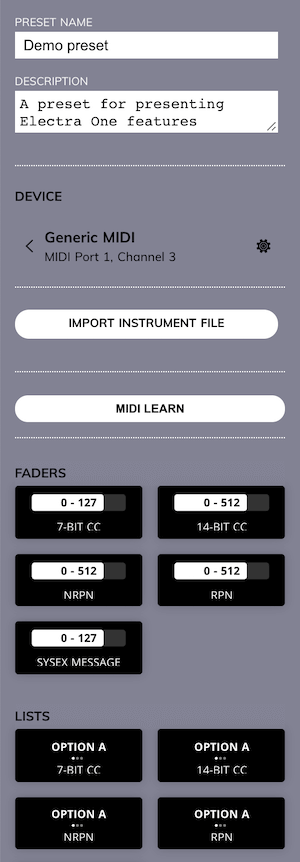 PRESET NAME
Demo preset
DESCRIPTION
A preset for presenting
Electra One features
DEVICE
Generic MIDI
MIDI Port 1, Channel 3
IMPORT INSTRUMENT FILE
MIDI LEARN
FADERS
0 - 127 0 - 512
7-BIT CC 14-BIT CC
0 - 512 0 - 512
NRPN RPN
0 - 127
SYSEX MESSAGE
LISTS
OPTION A OPTION A
7-BIT CC 14-BIT CC
OPTION A OPTION A
NRPN RPN